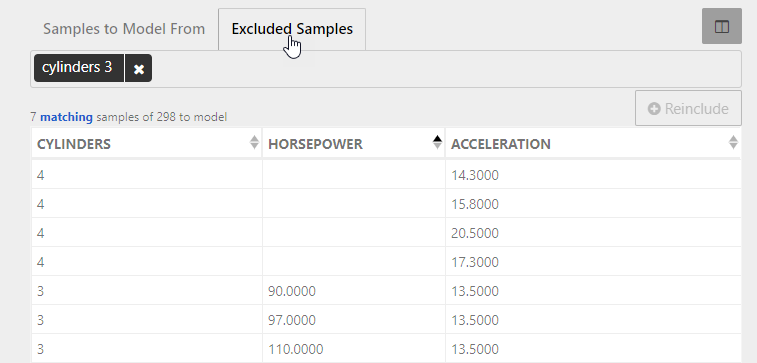 Samples to Model From Excluded Samples
cylinders 3 ×
7 matching samples of 298 to model
Reinclude
CYLINDERS HORSEPOWER ACCELERATION
4 14.3000
4 15.8000
4 20.5000
4 17.3000
3 90.0000 13.5000
3 97.0000 13.5000
3 110.0000 13.5000